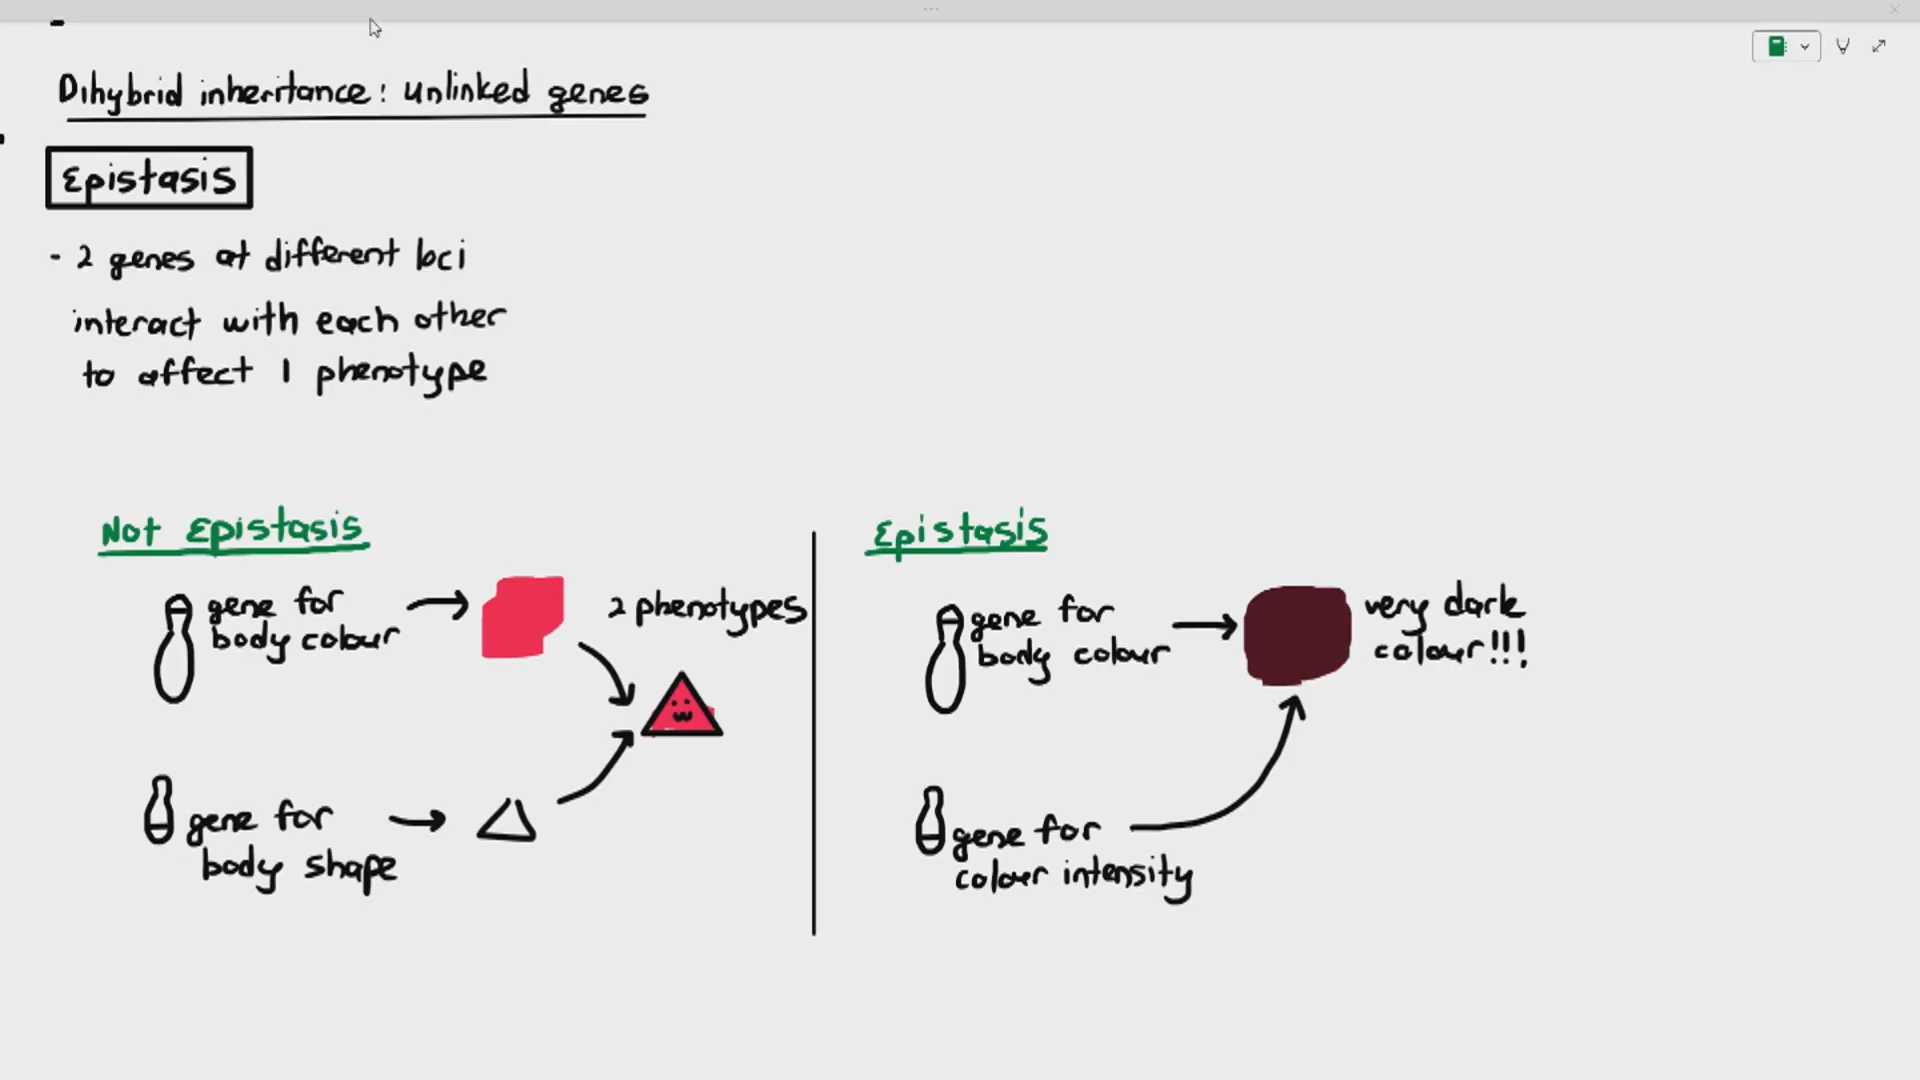 Dihybrid inheritance: unlinked genes
Epistasis
- 2 genes at different loci
interact with each other
to affect 1 phenotype
Not Epistasis
gene for
body colour
2 phenotypes
gene for
body shape
Epistasis
gene for
body colour
very dark
colour!!!
gene for
colour intensity